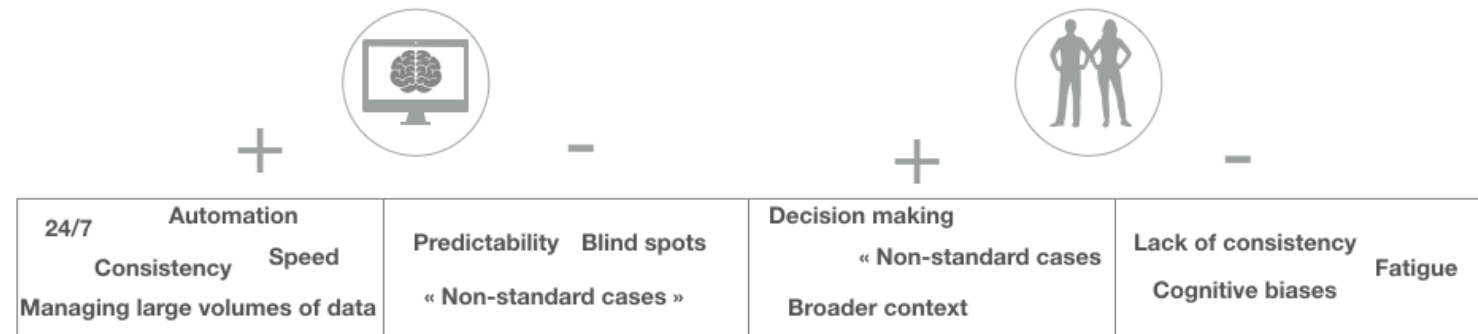 +
-
+
-
24/7
Automation
Consistency
Speed
Managing large volumes of data
Predictability
Blind spots
« Non-standard cases »
Decision making
« Non-standard cases
Broader context
Lack of consistency
Fatigue
Cognitive biases